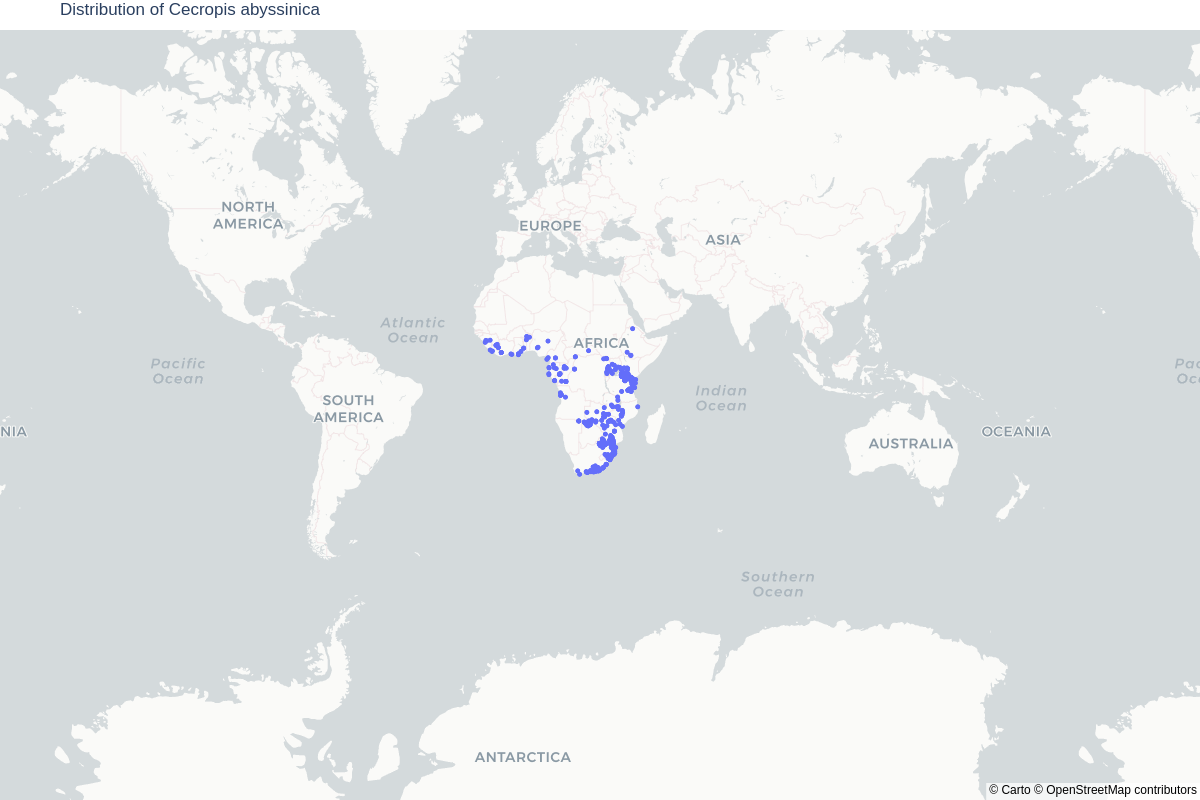 Distribution of Cecropis abyssinica
NORTH
AMERICA
EUROPE
ASIA
Atlantic
Ocean
AFRICA
Pacific
Ocean
Pac
Oc
Indian
Ocean
SOUTH
AMERICA
NIA
AUSTRALIA
OCEANIA
Southern
Ocean
ANTARCTICA
© Carto © OpenStreetMap contributors